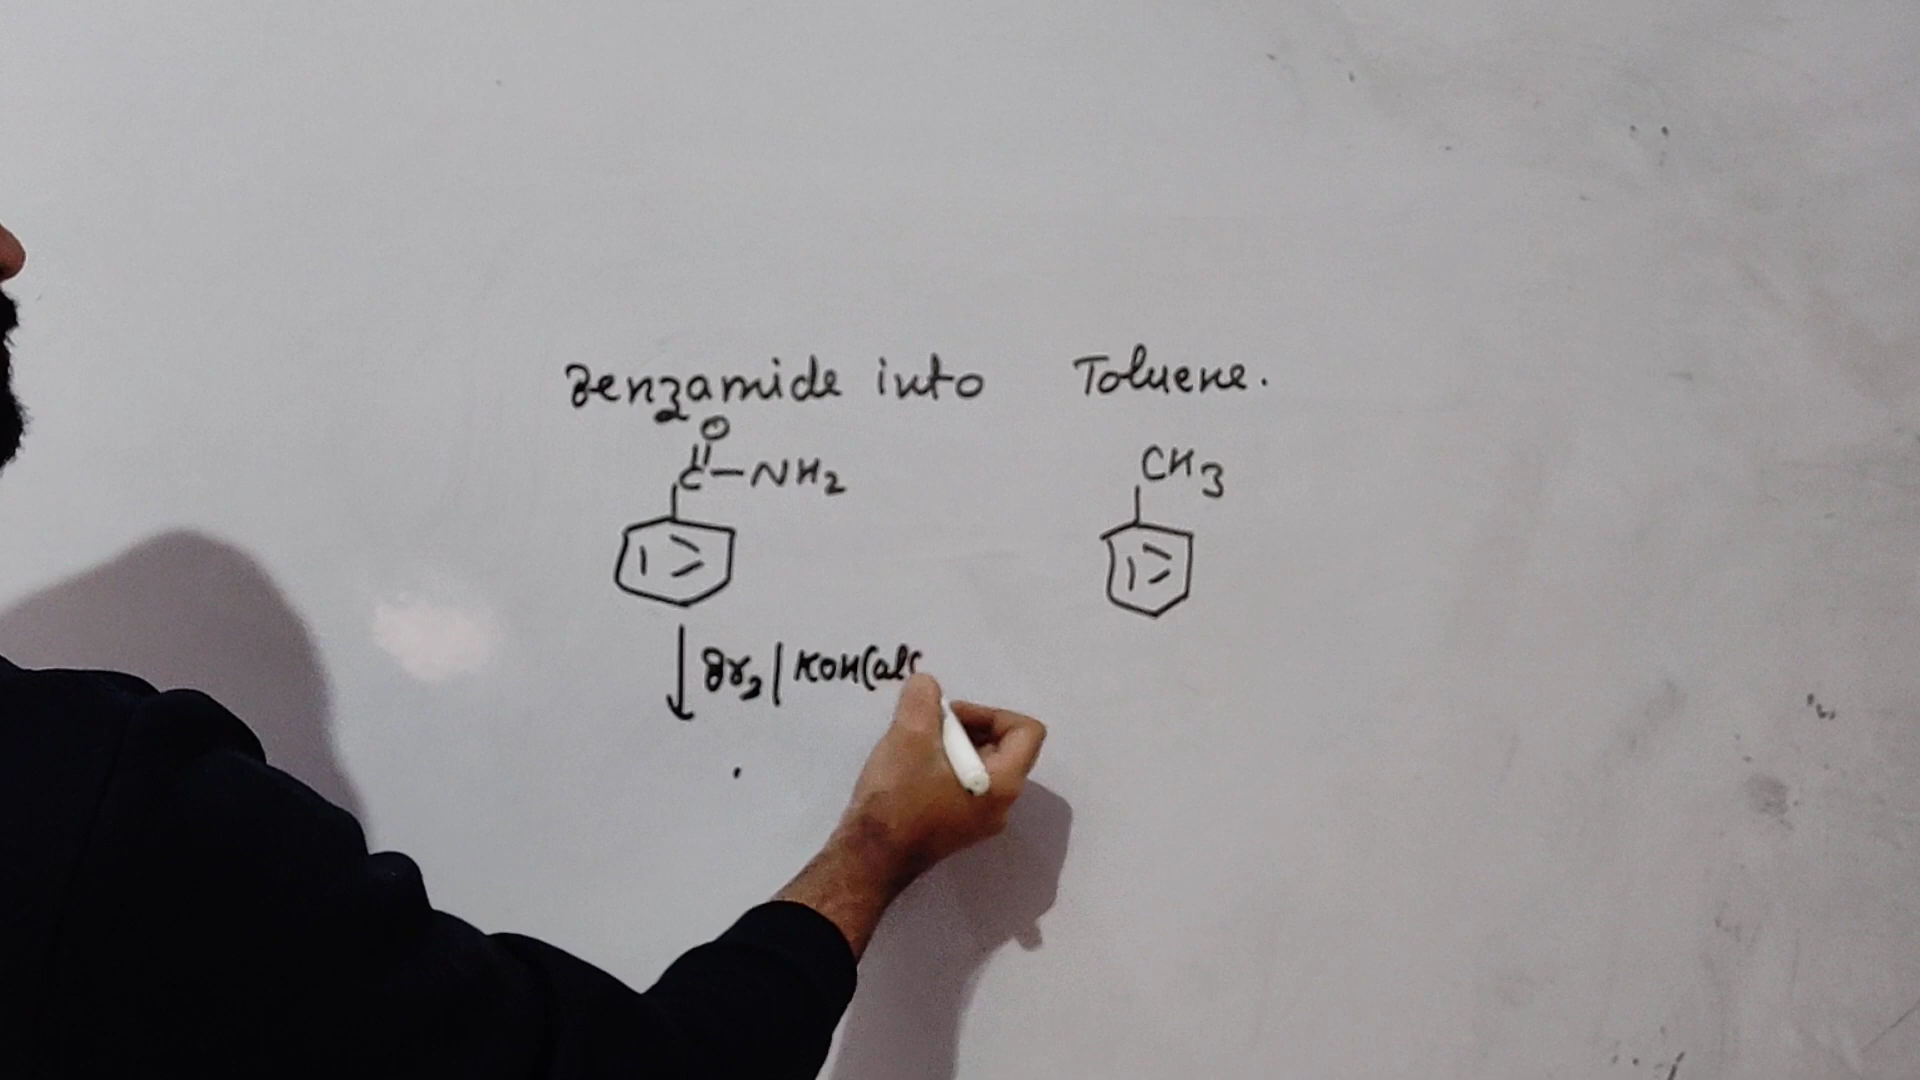 Benzamide into Toluene.
O
C-NH2 CH3
Br2 | KOH(alc